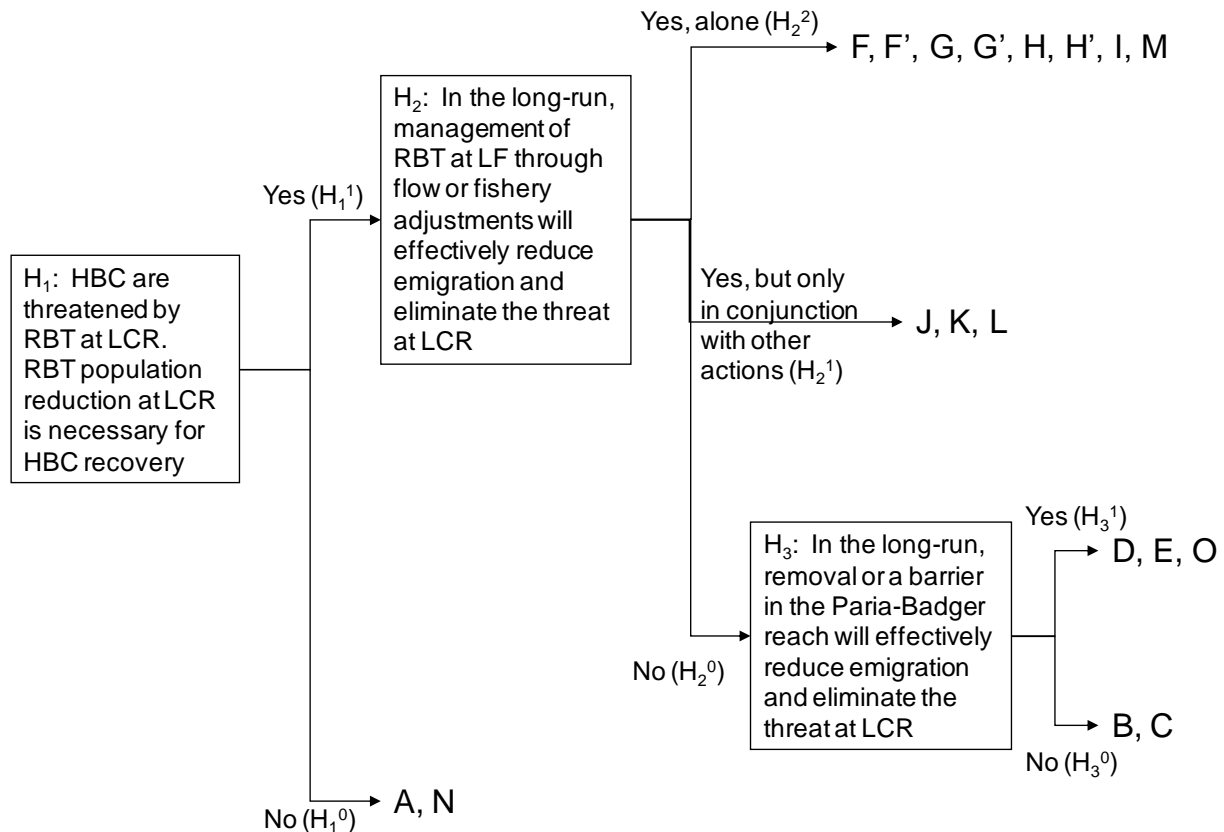 H₁: HBC are
threatened by
RBT at LCR.
RBT population
reduction at LCR
is necessary for
HBC recovery
Yes (H₁¹)
No (H₁⁰)
A, N
H₂: In the long-run,
management of
RBT at LF through
flow or fishery
adjustments will
effectively reduce
emigration and
eliminate the threat
at LCR
Yes, alone (H₂²)
F, F’, G, G’, H, H’, I, M
Yes, but only
in conjunction
with other
actions (H₂¹)
J, K, L
No (H₂⁰)
H₃: In the long-run,
removal or a barrier
in the Paria-Badger
reach will effectively
reduce emigration
and eliminate the
threat at LCR
Yes (H₃¹)
D, E, O
B, C
No (H₃⁰)